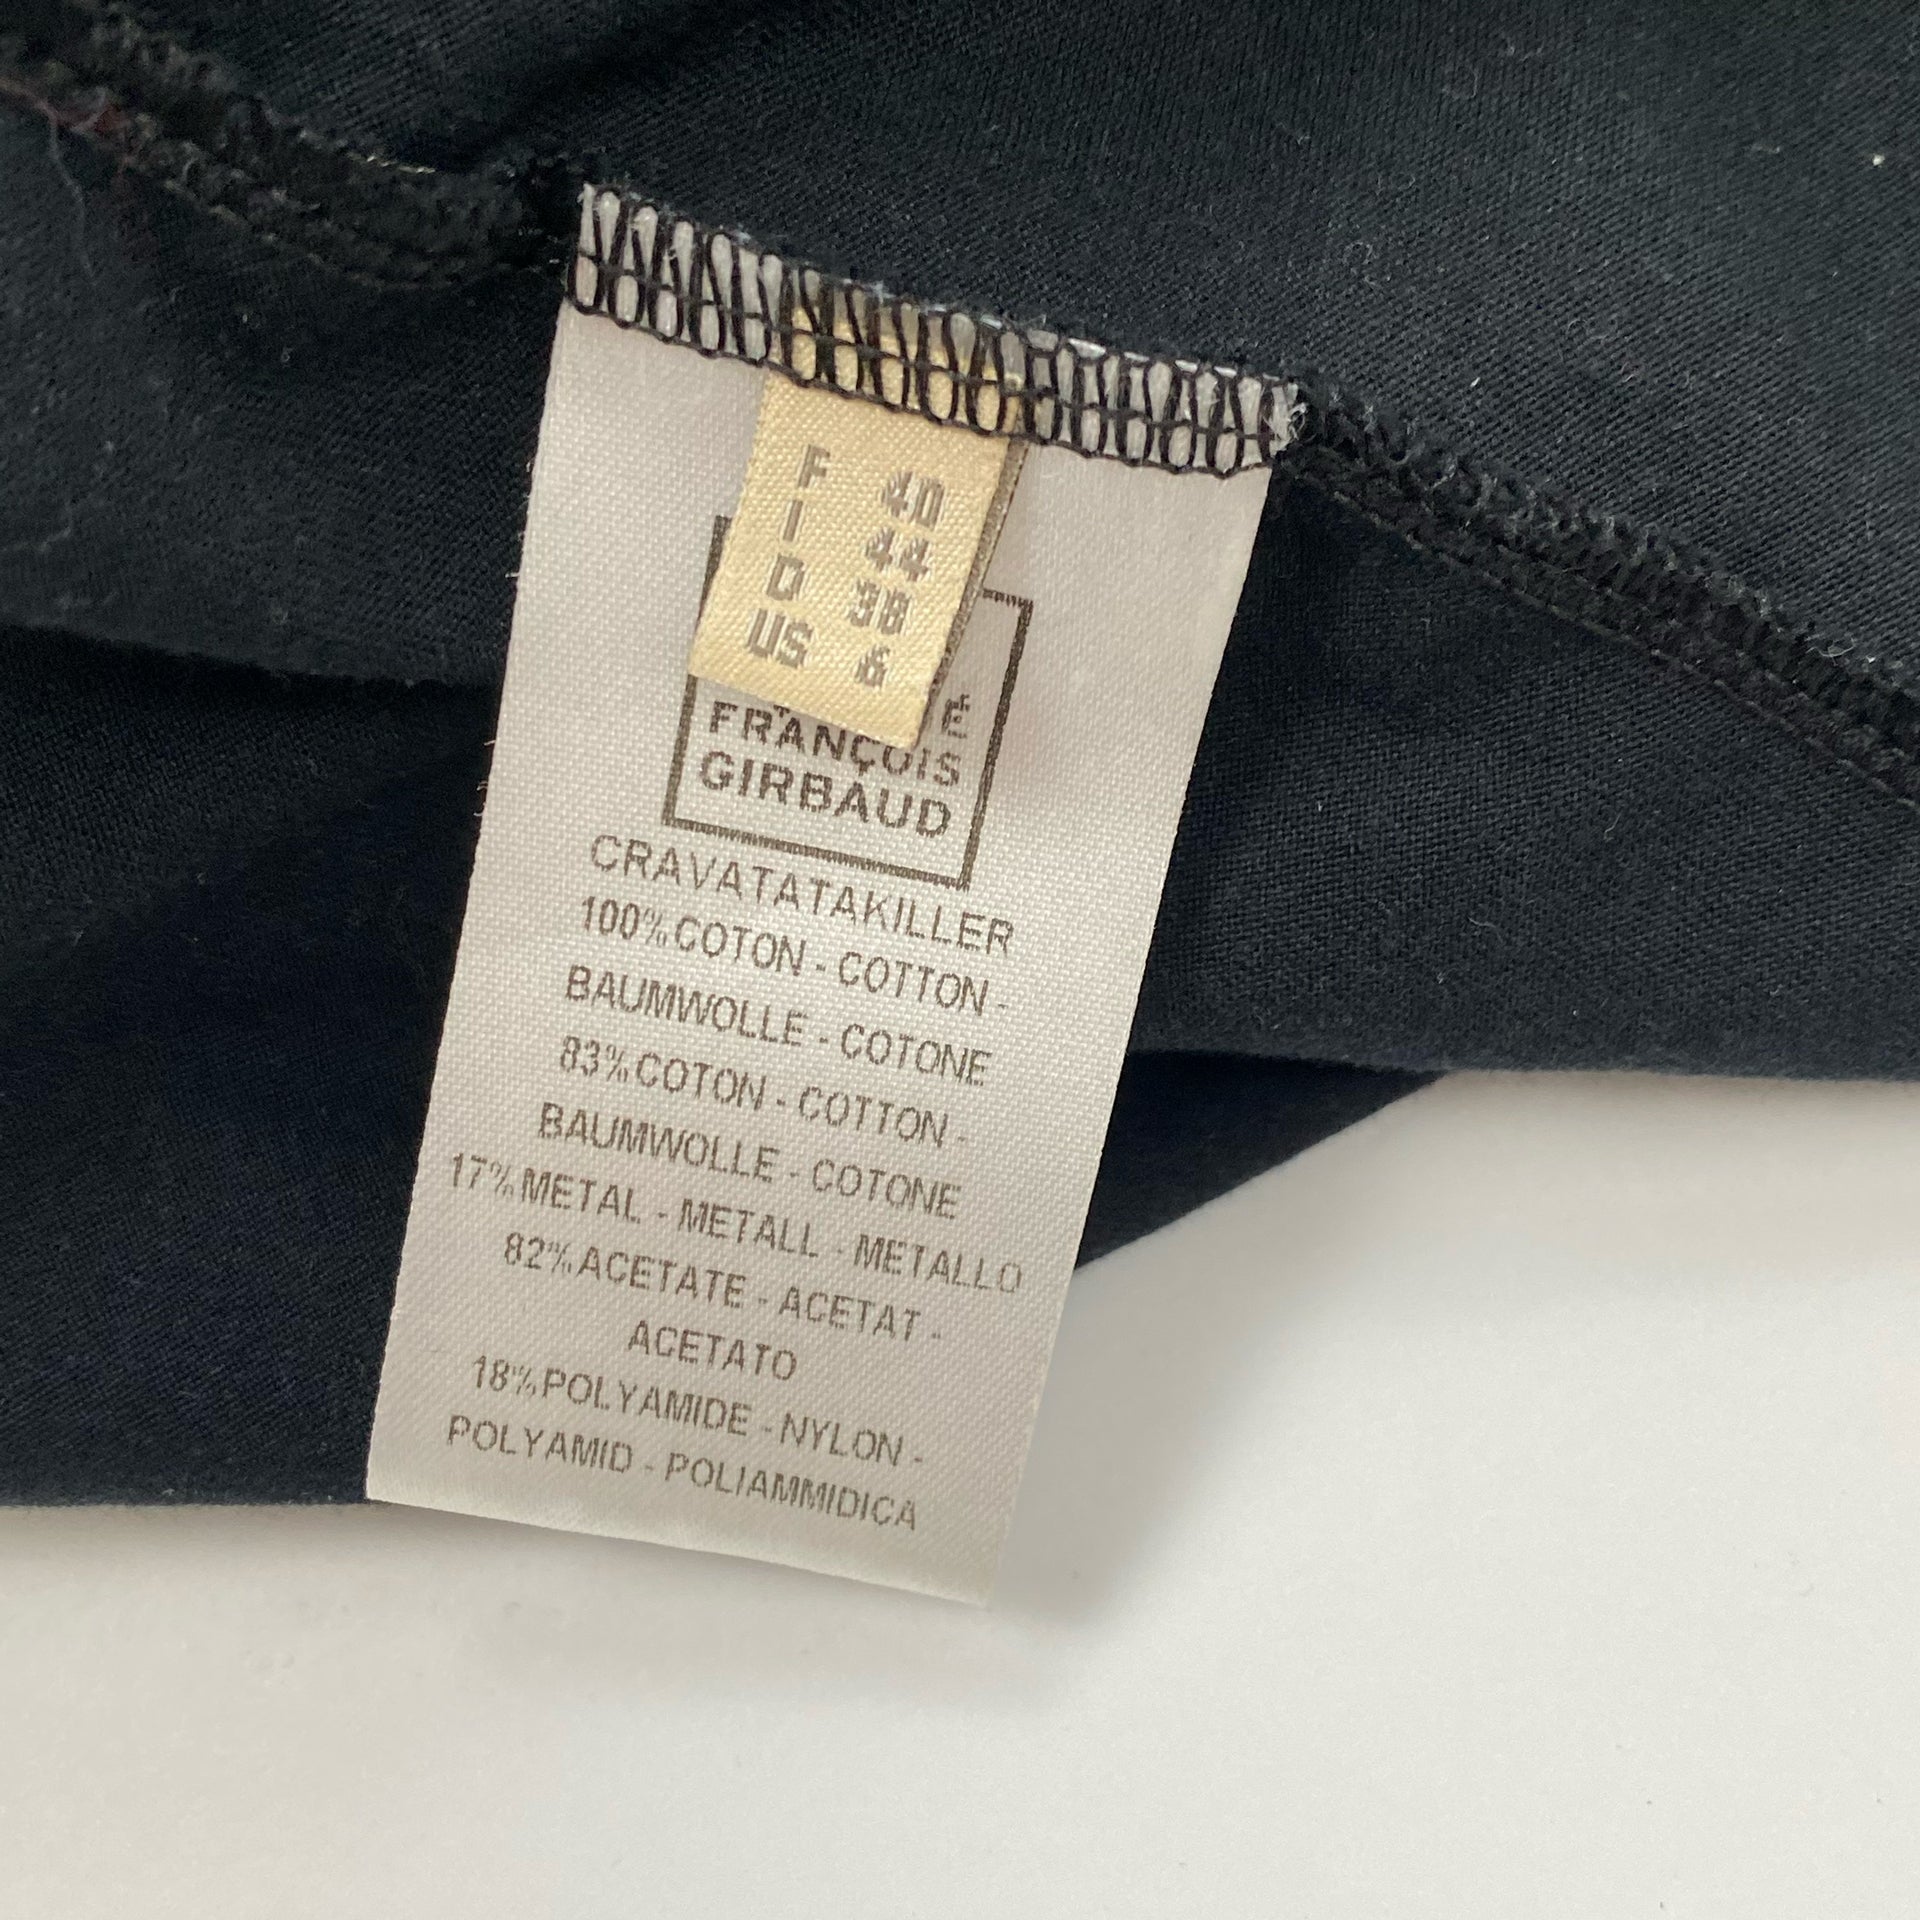 F 40
I 44
D 38
US 6
É
FRANÇOIS
GIRBAUD
CRAVATATAKILLER
100% COTON - COTTON -
BAUMWOLLE - COTONE
83% COTON - COTTON -
BAUMWOLLE - COTONE
17% METAL - METALL - METALLO
82% ACETATE - ACETAT -
ACETATO
18% POLYAMIDE - NYLON -
POLYAMID - POLIAMMIDICA